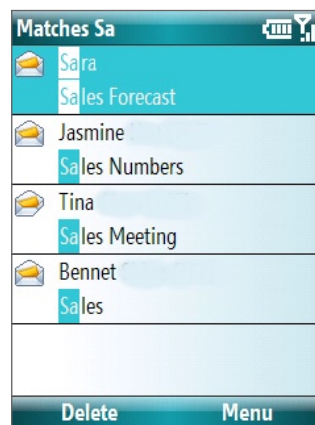 Matches Sa
Sara
Sales Forecast
Jasmine
Sales Numbers
Tina
Sales Meeting
Bennet
Sales
Delete Menu